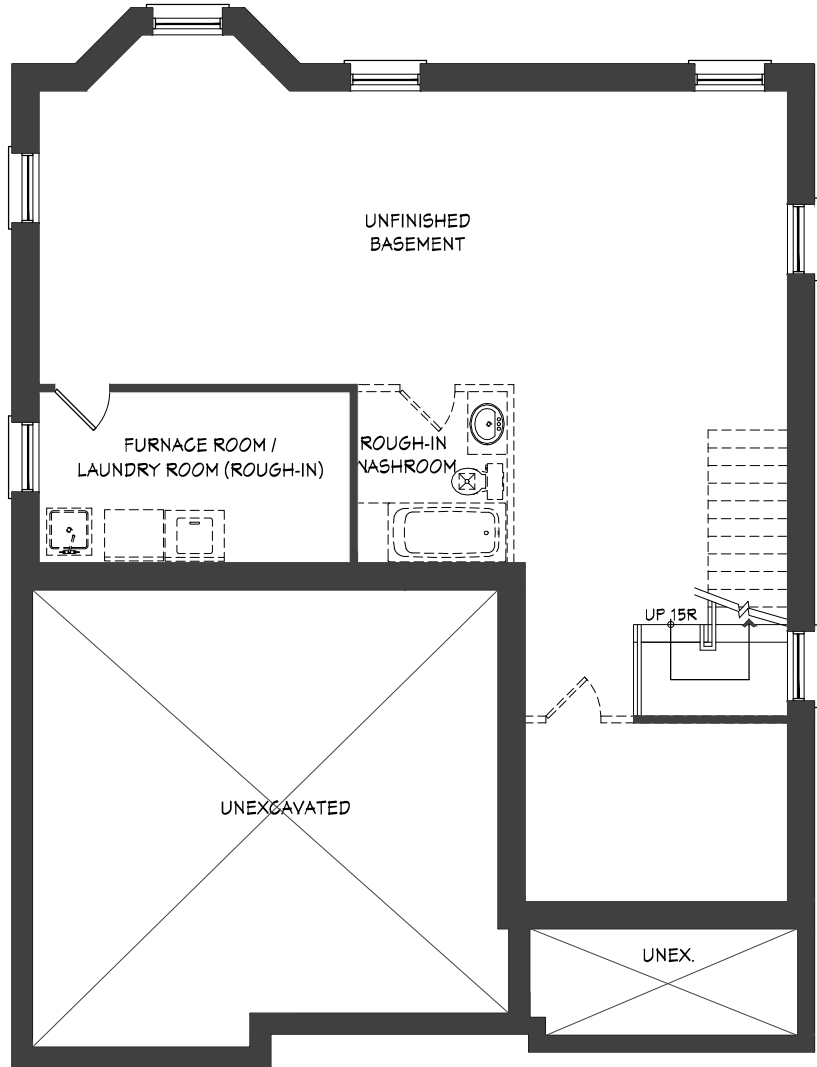 UNFINISHED
BASEMENT
FURNACE ROOM /
LAUNDRY ROOM (ROUGH-IN)
ROUGH-IN
WASHROOM
UP 15R
UNEXCAVATED
UNEX.